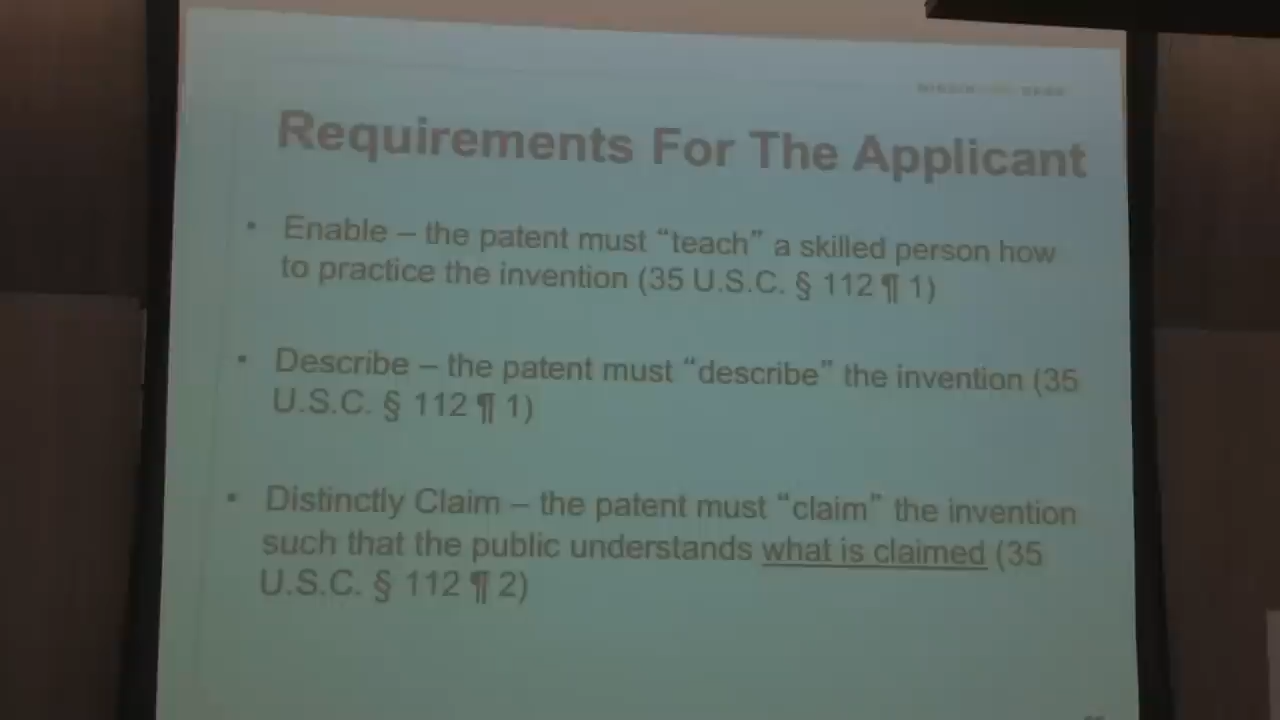 Requirements For The Applicant
• Enable – the patent must “teach” a skilled person how
to practice the invention (35 U.S.C. § 112 ¶ 1)
• Describe – the patent must “describe” the invention (35
U.S.C. § 112 ¶ 1)
• Distinctly Claim – the patent must “claim” the invention
such that the public understands what is claimed (35
U.S.C. § 112 ¶ 2)